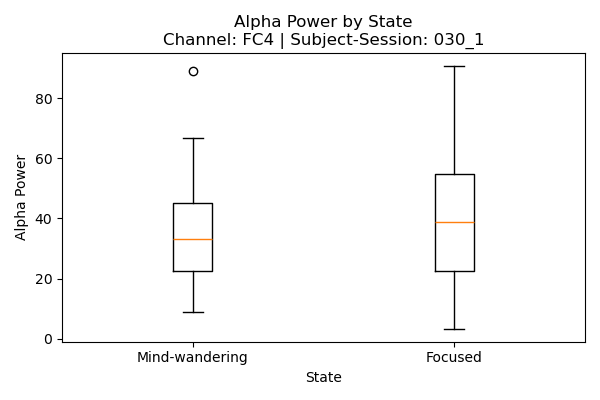 Alpha Power by State
Channel: FC4 | Subject-Session: 030_1
80
60
40
20
0
Alpha Power
Mind-wandering
Focused
State